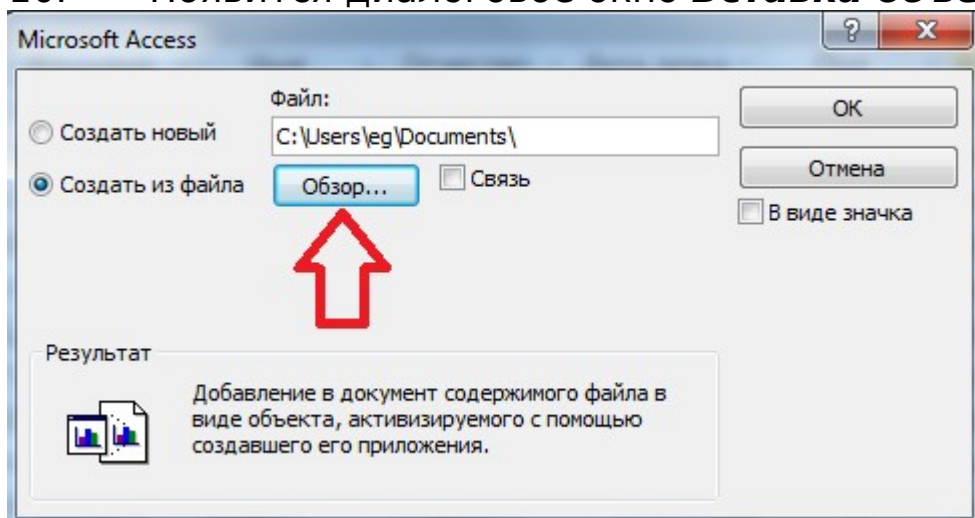 Microsoft Access
Файл:
Создать новый
C:\Users\eg\Documents\
ОК
Создать из файла
Обзор...
Связь
Отмена
В виде значка
Результат
Добавление в документ содержимого файла в
виде объекта, активизируемого с помощью
создавшего его приложения.